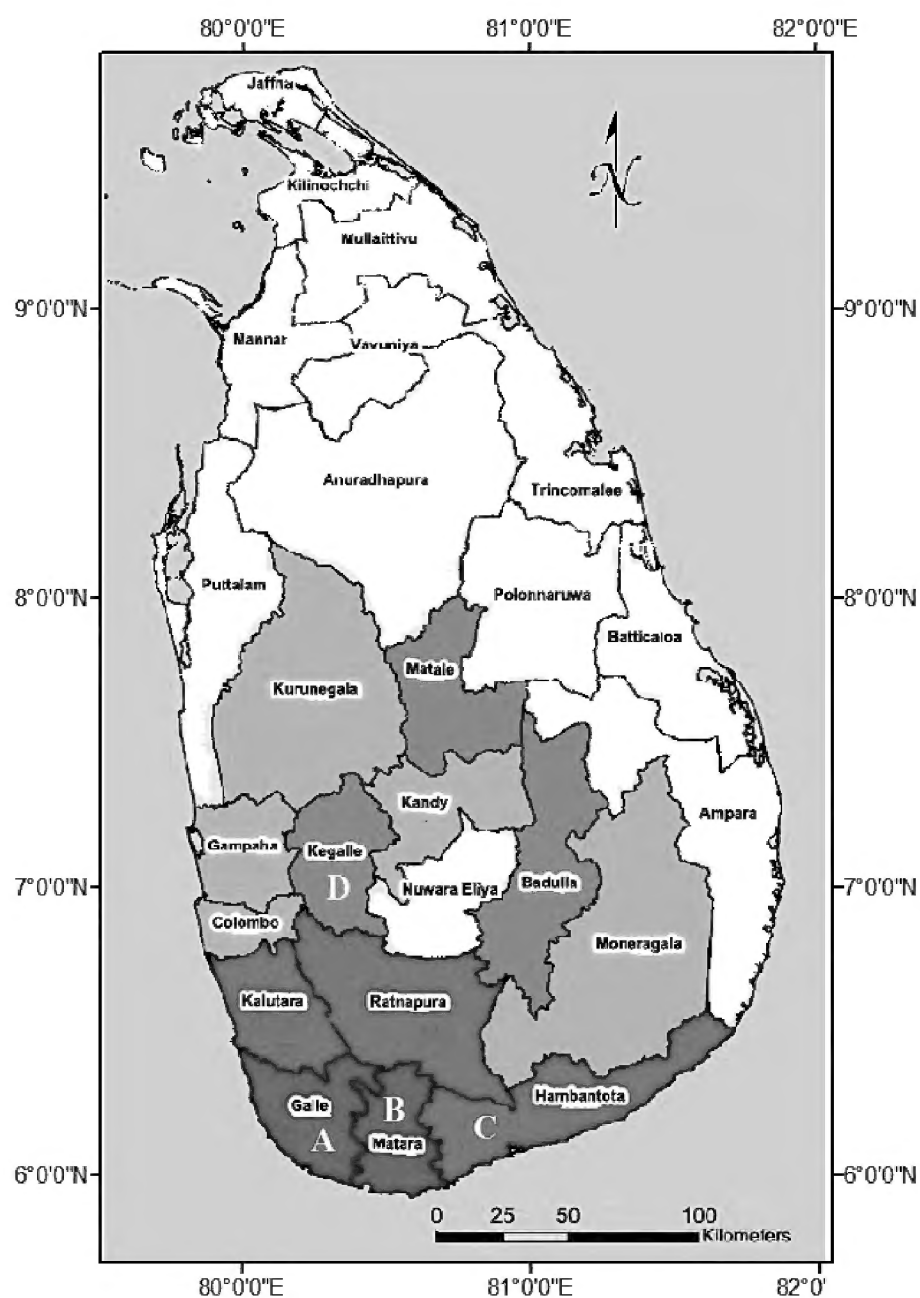 80°0'0"E 81°0'0"E 82°0'0"E
Jaffna
N
Kilinochchi
Mullaittivu
9°0'0"N 9°0'0"N
Mannar Vavuniya
Anuradhapura Trincomalee
Puttalam Polonnaruwa
8°0'0"N 8°0'0"N
Batticaloa
Matale
Kurunegala
Kandy Ampara
Gampaha Kegalle
7°0'0"N D Nuwara Eliya Badulla 7°0'0"N
Colombo
Moneragala
Kalutara Ratnapura
Galle B Hambantota
A Matara C
6°0'0"N 6°0'0"N
0 25 50 100
Kilometers
80°0'0"E 81°0'0"E 82°0'